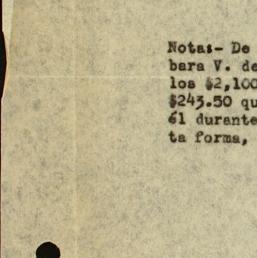 Notas- De
bara V. de
los $2,100
$243.50 qu
él durante
ta forma,